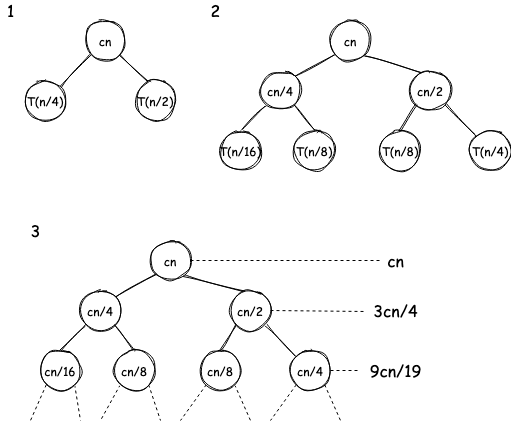 1
cn
T(n/4)
T(n/2)
2
cn
cn/4
cn/2
T(n/16)
T(n/8)
T(n/8)
T(n/4)
3
cn
cn
cn/4
cn/2
3cn/4
cn/16
cn/8
cn/8
cn/4
9cn/19